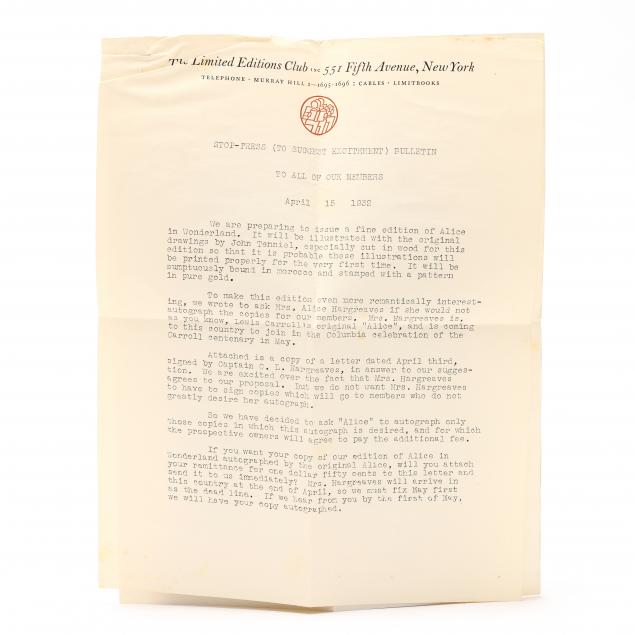 The Limited Editions Club Inc 551 Fifth Avenue, New York
TELEPHONE · MURRAY HILL 2—1695-1696 : CABLES · LIMITBOOKS
STOP-PRESS (TO SUGGEST EXCITEMENT) BULLETIN
TO ALL OF OUR MEMBERS
April 15 1932
We are preparing to issue a fine edition of Alice
in Wonderland. It will be illustrated with the original
drawings by John Tenniel, especially cut in wood for this
edition so that it is probable these illustrations will
be printed properly for the very first time. It will be
sumptuously bound in morocco and stamped with a pattern
in pure gold.
To make this edition even more romantically interest-
ing, we wrote to ask Mrs. Alice Hargreaves if she would not
autograph the copies for our members. Mrs. Hargreaves is,
as you know, Lewis Carroll's original "Alice", and is coming
to this country to join in the Columbia celebration of the
Carroll centenary in May.
Attached is a copy of a letter dated April third,
signed by Captain C. L. Hargreaves, in answer to our sugges-
tion. We are excited over the fact that Mrs. Hargreaves
agrees to our proposal. But we do not want Mrs. Hargreaves
to have to sign copies which will go to members who do not
greatly desire her autograph.
So we have decided to ask "Alice" to autograph only
those copies in which this autograph is desired, and for which
the prospective owners will agree to pay the additional fee.
If you want your copy of our edition of Alice in
Wonderland autographed by the original Alice, will you attach
your remittance for one dollar fifty cents to this letter and
send it to us immediately? Mrs. Hargreaves will arrive in
this country at the end of April, so we must fix May first
as the dead line. If we hear from you by the first of May,
we will have your copy autographed.